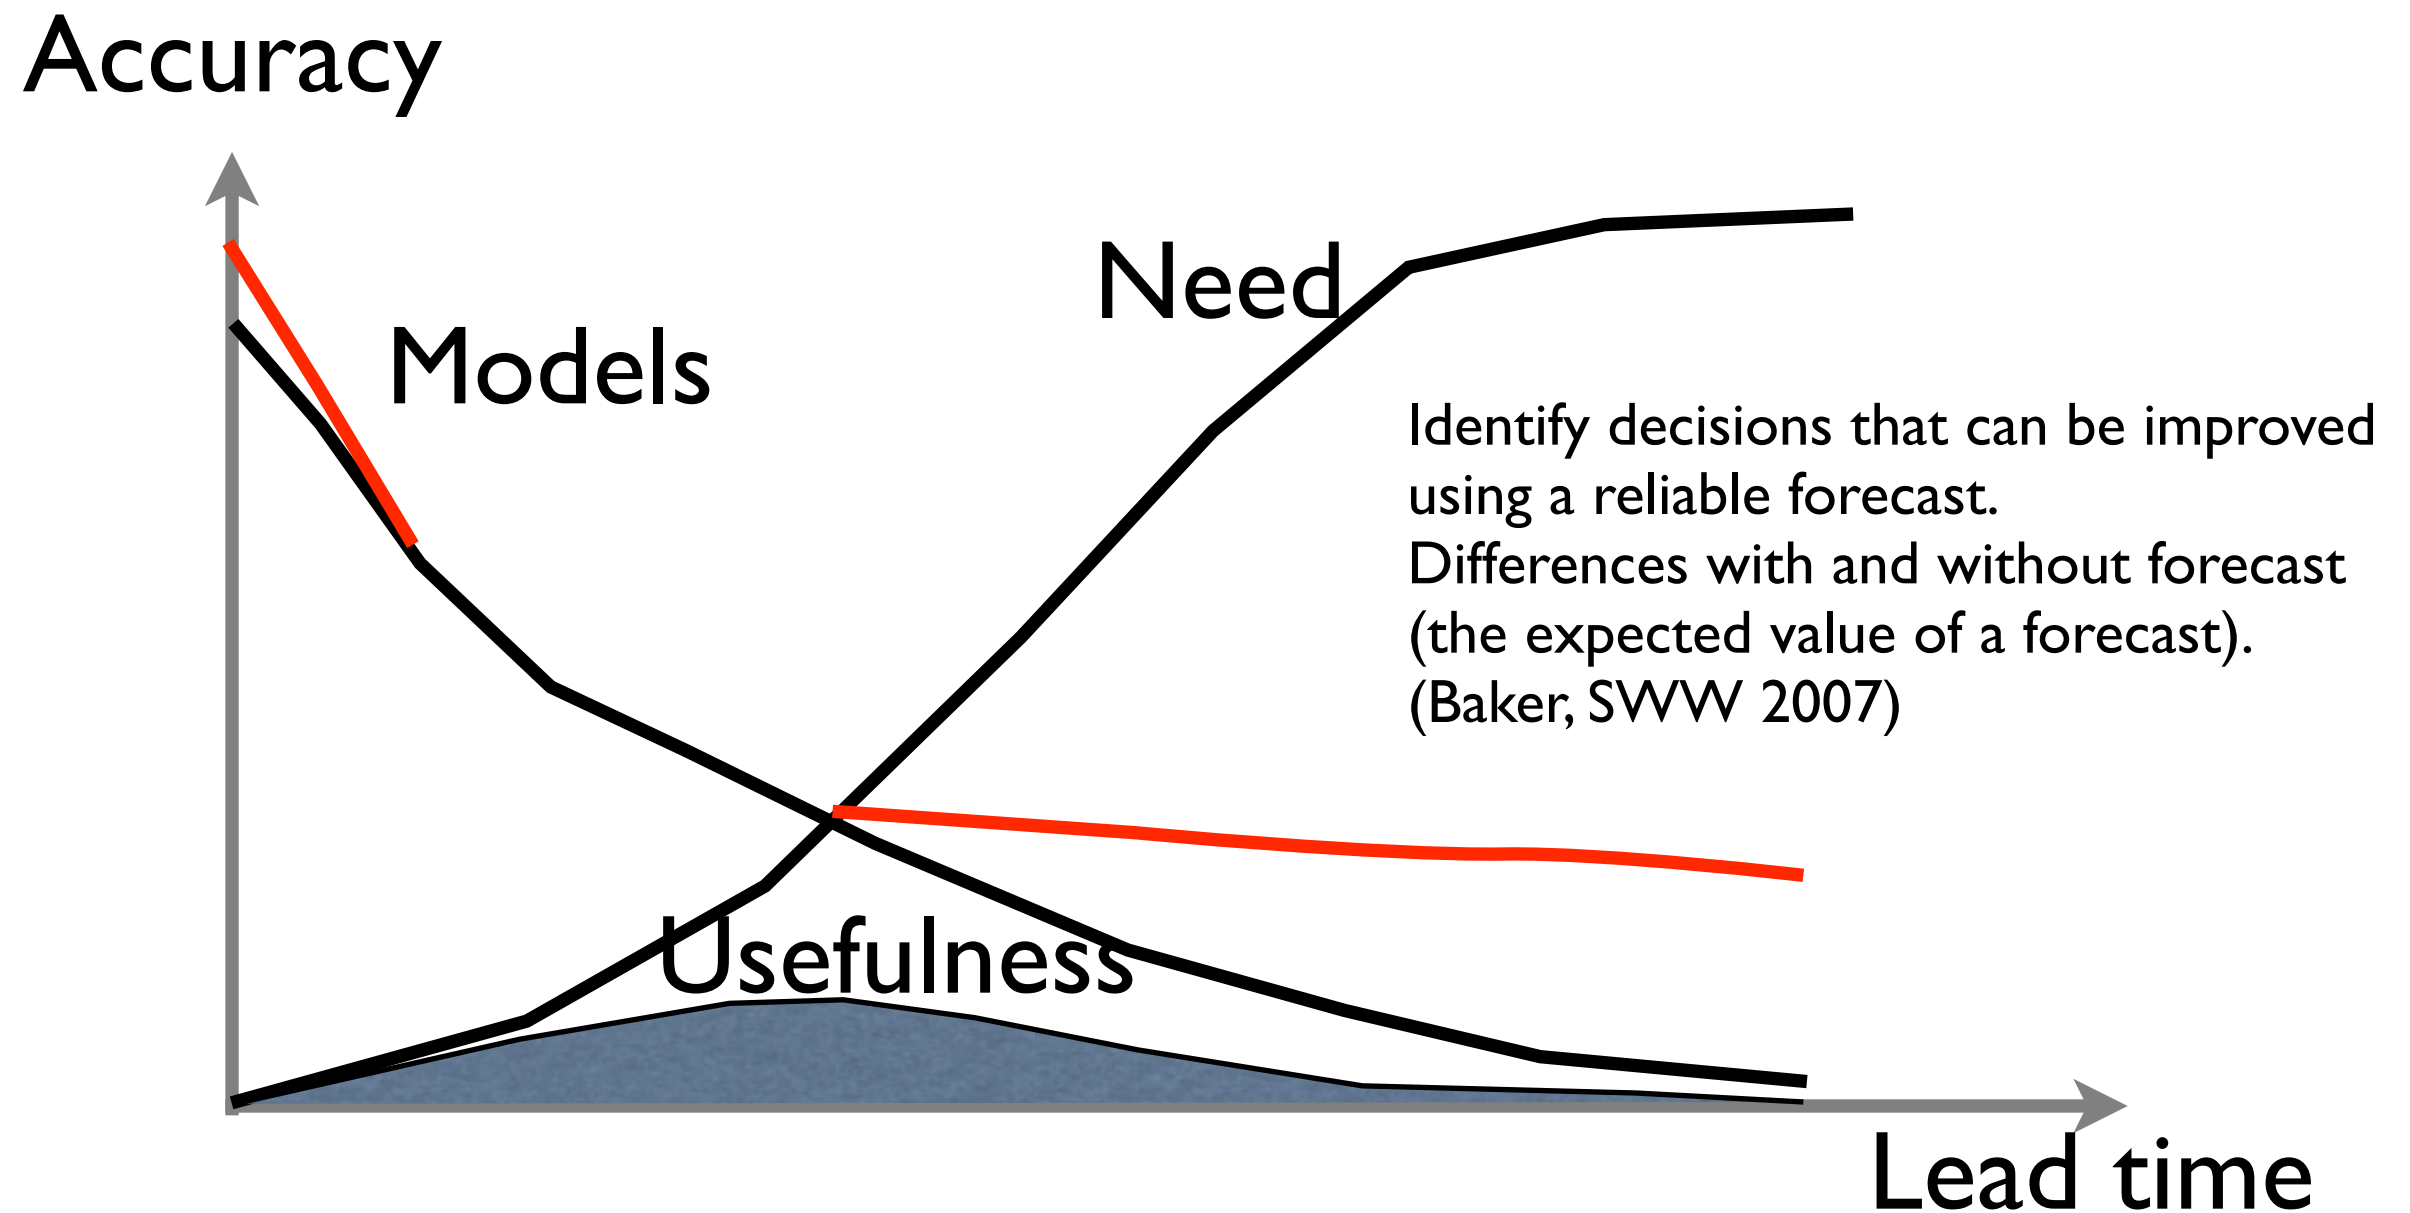 Accuracy
Need
Models
Identify decisions that can be improved
using a reliable forecast.
Differences with and without forecast
(the expected value of a forecast).
(Baker, SWW 2007)
Usefulness
Lead time